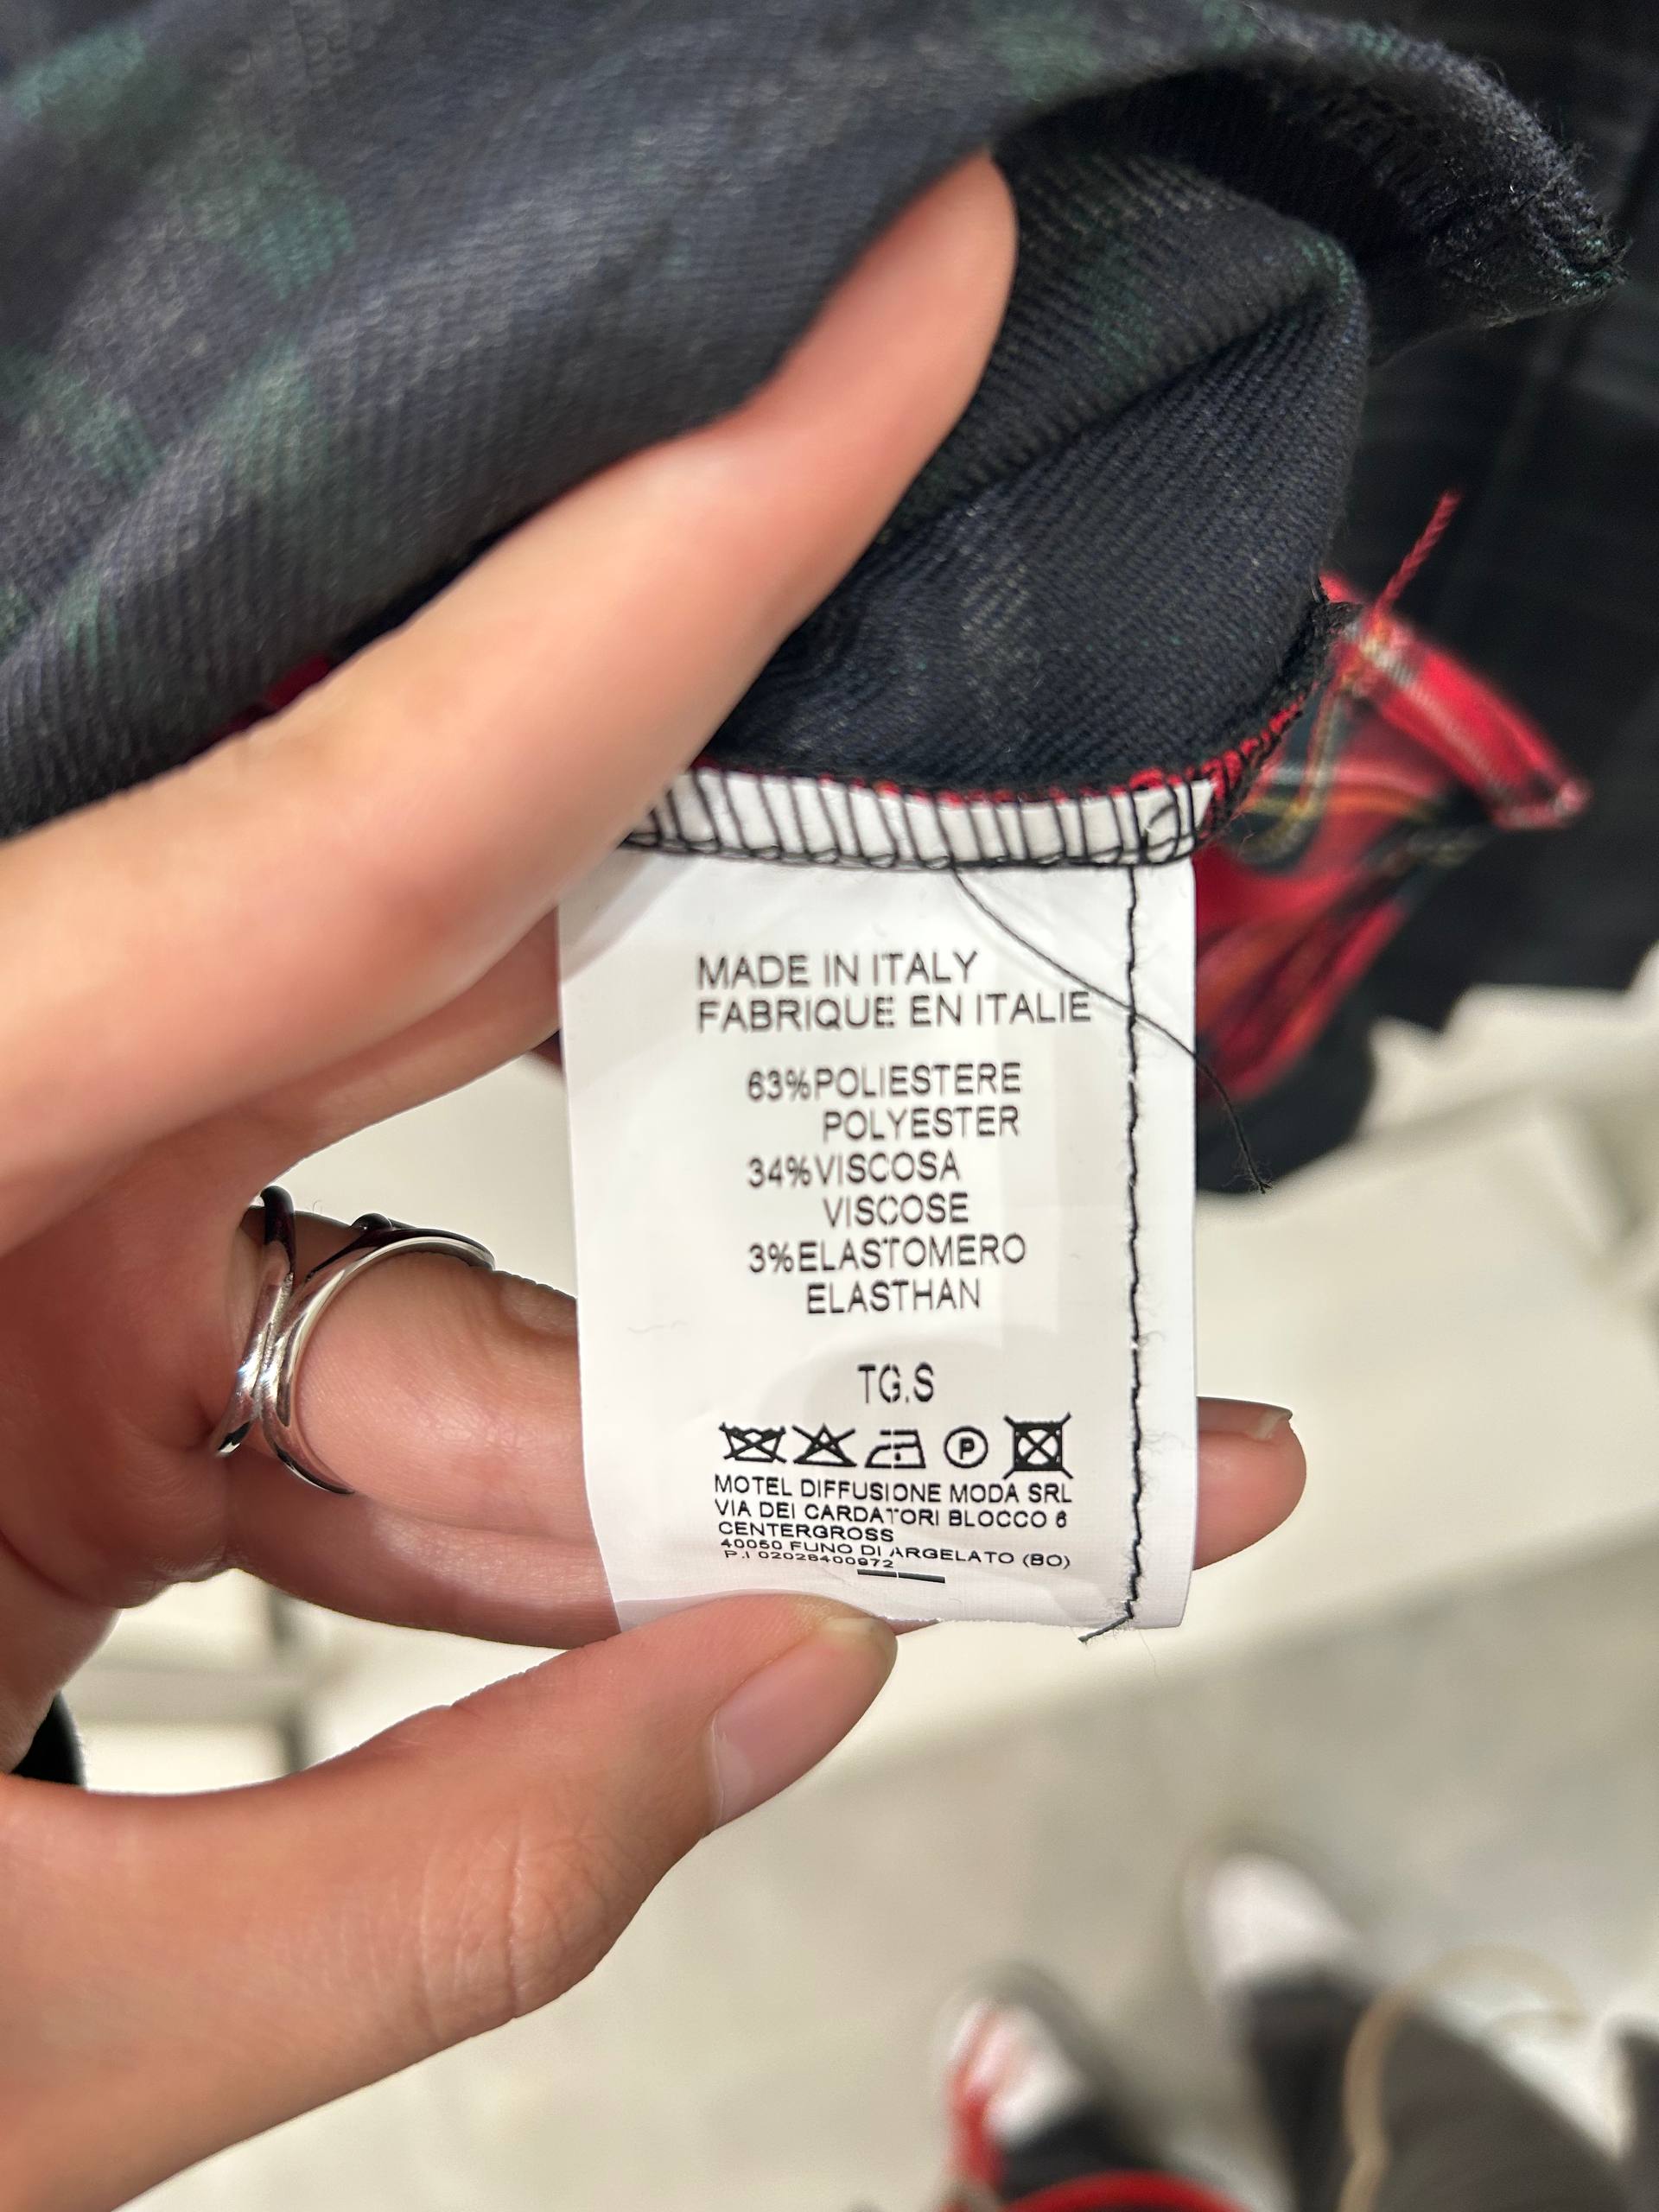 MADE IN ITALY
FABRIQUE EN ITALIE
63%POLIESTERE
POLYESTER
34%VISCOSA
VISCOSE
3%ELASTOMERO
ELASTHAN
TG.S
P
MOTEL DIFFUSIONE MODA SRL
VIA DEI CARDATORI BLOCCO 6
CENTERGROSS
40050 FUNO DI ARGELATO (BO)
P.I 02028400972